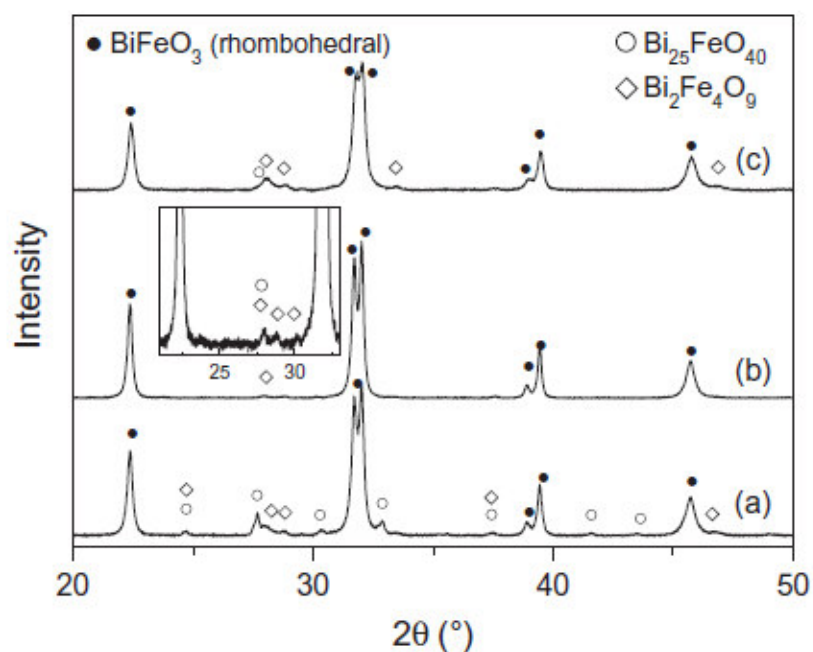 ● BiFeO₃ (rhombohedral)
○ Bi₂₅FeO₄₀
◇ Bi₂Fe₄O₉
(c)
25 30
(b)
(a)
Intensity
20 30 40 50
2θ (°)